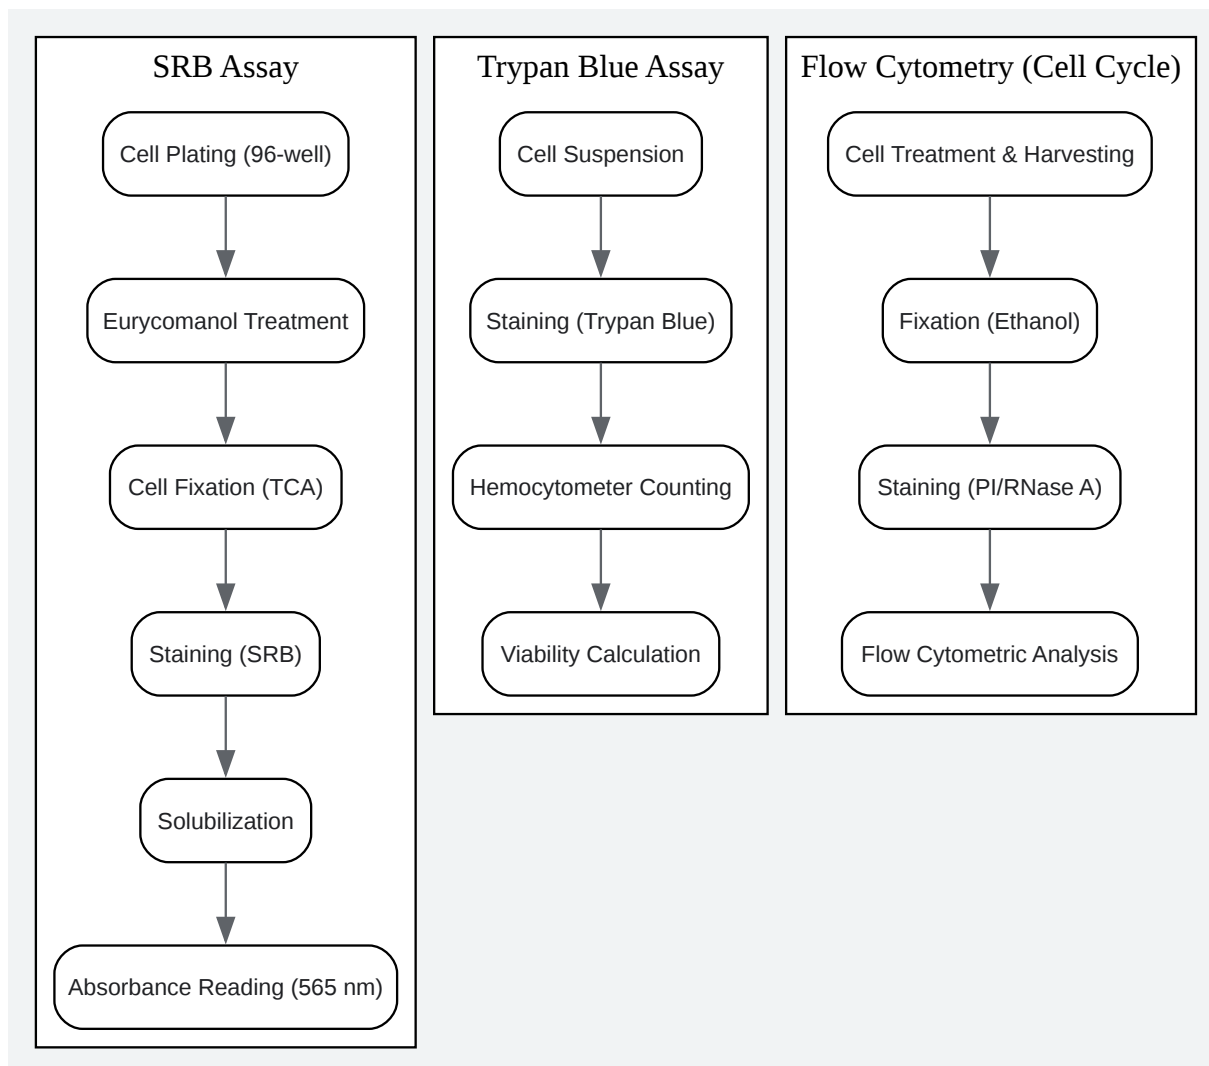 SRB Assay
Cell Plating (96-well)
Eurycomanol Treatment
Cell Fixation (TCA)
Staining (SRB)
Solubilization
Absorbance Reading (565 nm)
Trypan Blue Assay
Cell Suspension
Staining (Trypan Blue)
Hemocytometer Counting
Viability Calculation
Flow Cytometry (Cell Cycle)
Cell Treatment & Harvesting
Fixation (Ethanol)
Staining (PI/RNase A)
Flow Cytometric Analysis